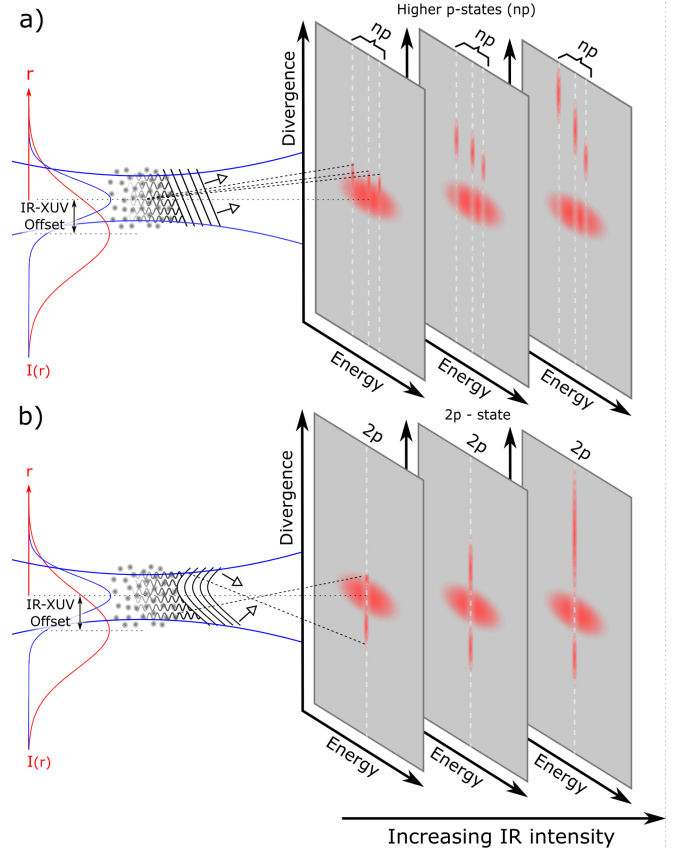 a)
Higher p-states (np)
r
IR-XUV
Offset
I(r)
Divergence
np
np
np
Energy
Energy
Energy
b)
2p - state
r
IR-XUV
Offset
I(r)
Divergence
2p
2p
2p
Energy
Energy
Energy
Increasing IR intensity